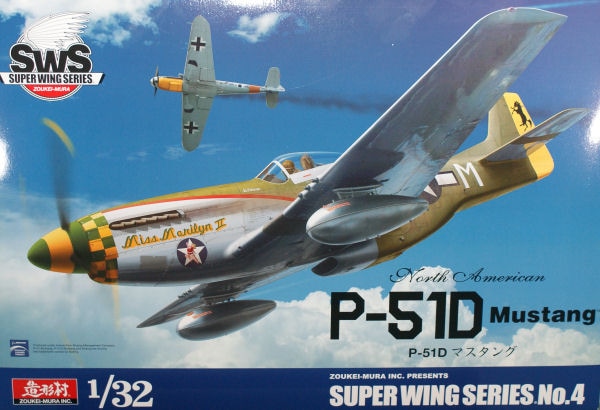 SWS
SUPER WING SERIES
ZOUKEI-MURA
Miss Marilyn II
M
North American
P-51D Mustang
P-51D マスタング
造形村
ZOUKEI-MURA INC.
1/32
ZOUKEI-MURA INC. PRESENTS
SUPER WING SERIES.No.4